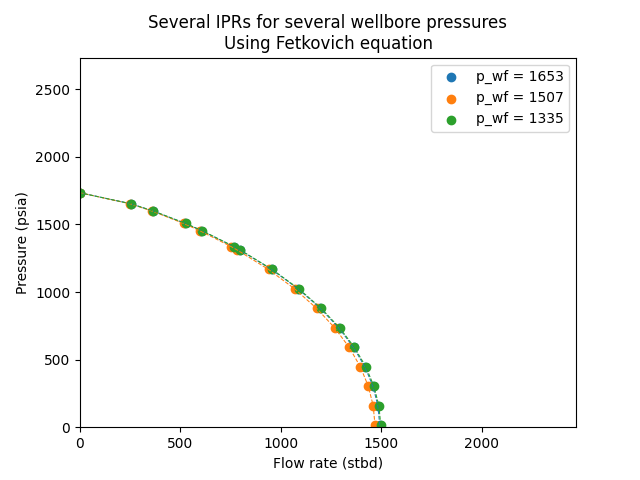 Several IPRs for several wellbore pressures
Using Fetkovich equation
p_wf = 1653
p_wf = 1507
p_wf = 1335
2500
2000
1500
1000
500
0
Pressure (psia)
0 500 1000 1500 2000
Flow rate (stbd)